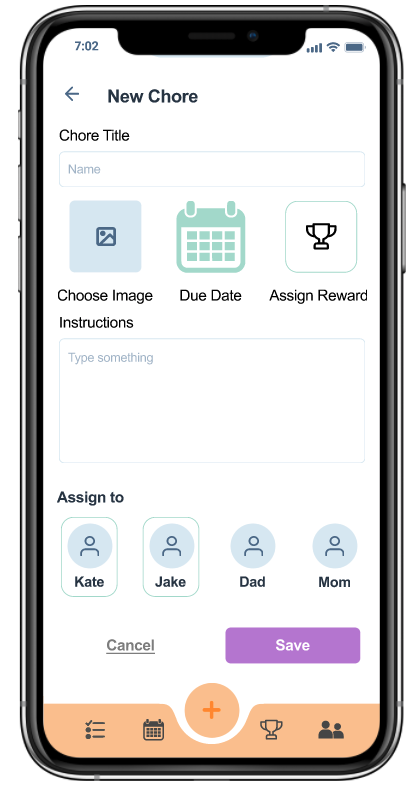 7:02
New Chore
Chore Title
Name
Choose Image Due Date Assign Reward
Instructions
Type something
Assign to
Kate Jake Dad Mom
Cancel Save